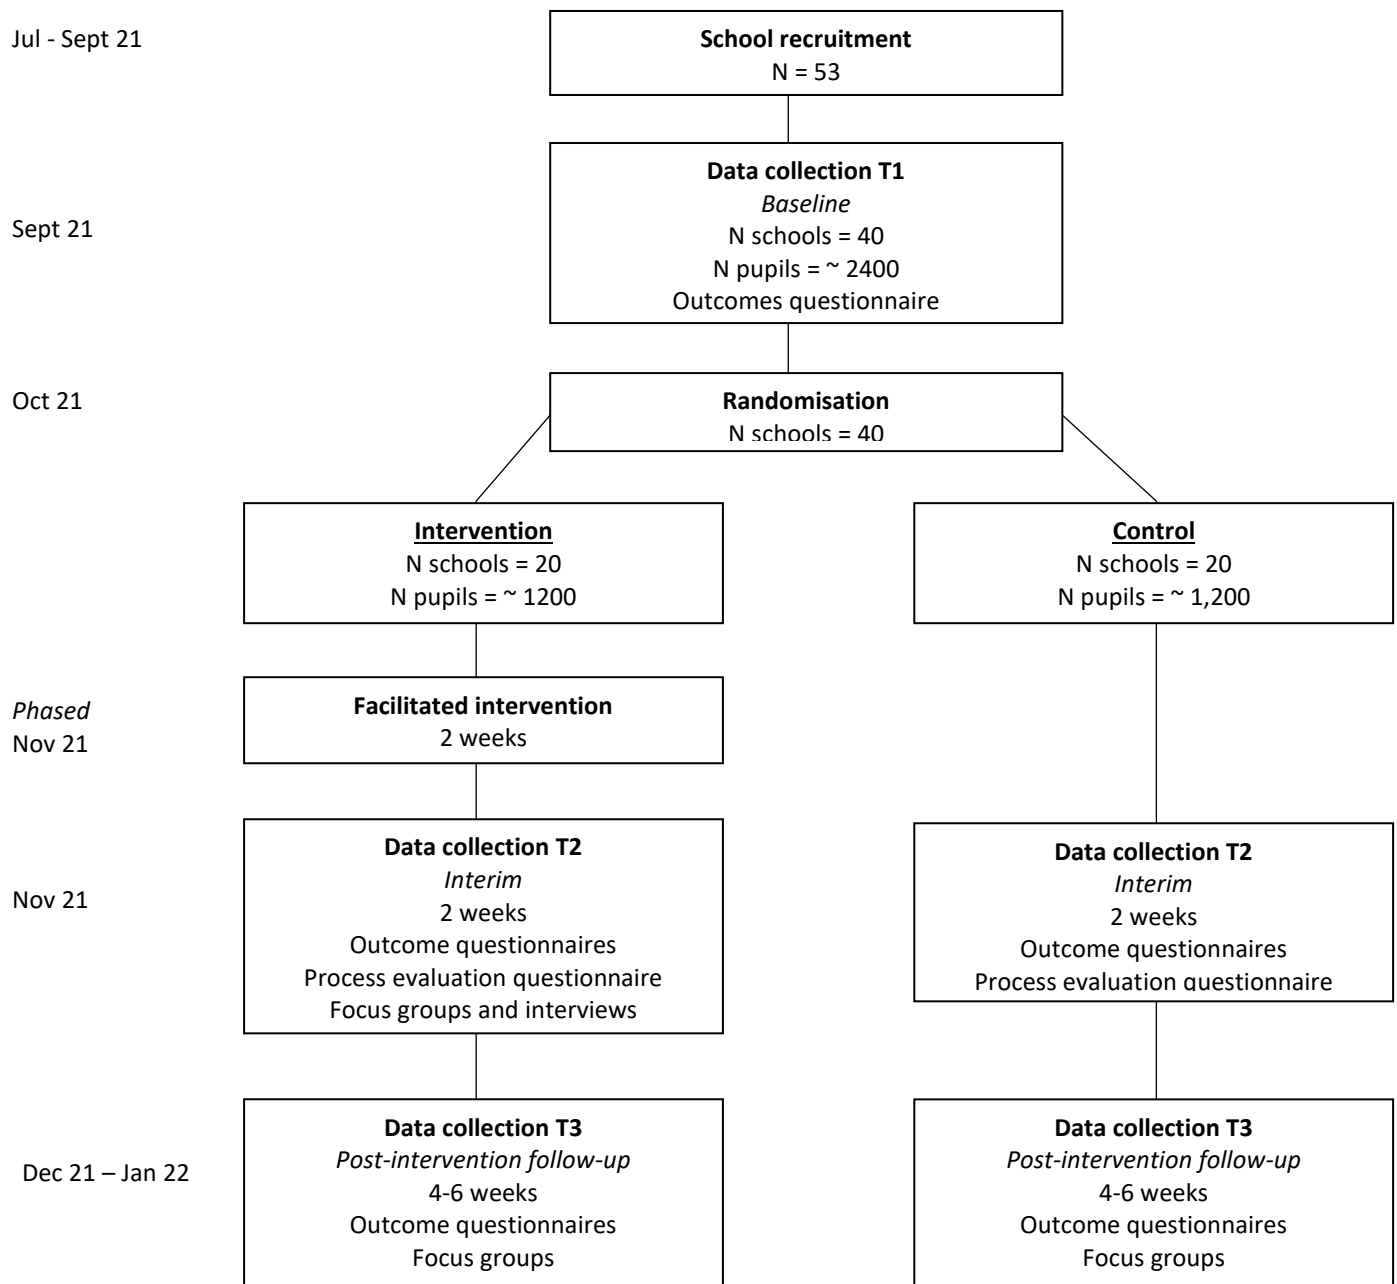 Jul - Sept 21
School recruitment
N = 53
Sept 21
Data collection T1
Baseline
N schools = 40
N pupils = ~ 2400
Outcomes questionnaire
Oct 21
Randomisation
N schools = 40
Intervention
N schools = 20
N pupils = ~ 1200
Control
N schools = 20
N pupils = ~ 1,200
Phased
Nov 21
Facilitated intervention
2 weeks
Nov 21
Data collection T2
Interim
2 weeks
Outcome questionnaires
Process evaluation questionnaire
Focus groups and interviews
Data collection T2
Interim
2 weeks
Outcome questionnaires
Process evaluation questionnaire
Dec 21 – Jan 22
Data collection T3
Post-intervention follow-up
4-6 weeks
Outcome questionnaires
Focus groups
Data collection T3
Post-intervention follow-up
4-6 weeks
Outcome questionnaires
Focus groups